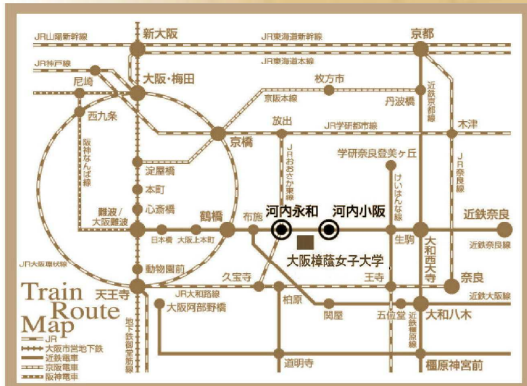 新大阪
京都
JR山陽新幹線
JR東海道新幹線
JR東海道本線
JR神戸線
尼崎
大阪・梅田
枚方市
京阪本線
丹波橋
近鉄京都線
西九条
放出
JR学研都市線
木津
京橋
阪神なんば線
淀屋橋
JRおおさか東線
学研奈良登美ヶ丘
JR奈良線
本町
けいはんな線
心斎橋
難波/
大阪難波
鶴橋
布施
河内永和
河内小阪
近鉄奈良
日本橋
大阪上本町
生駒
大和西大寺
近鉄奈良線
大阪樟蔭女子大学
JR大阪環状線
動物園前
久宝寺
王寺
奈良
天王寺
JR大和路線
柏原
近鉄大阪線
Train
Route
Map
大阪阿部野橋
関屋
五位堂
大和八木
JR
大阪市営地下鉄
近鉄電車
京阪電車
阪神電車
地下鉄御堂筋線
近鉄橿原線
道明寺
橿原神宮前